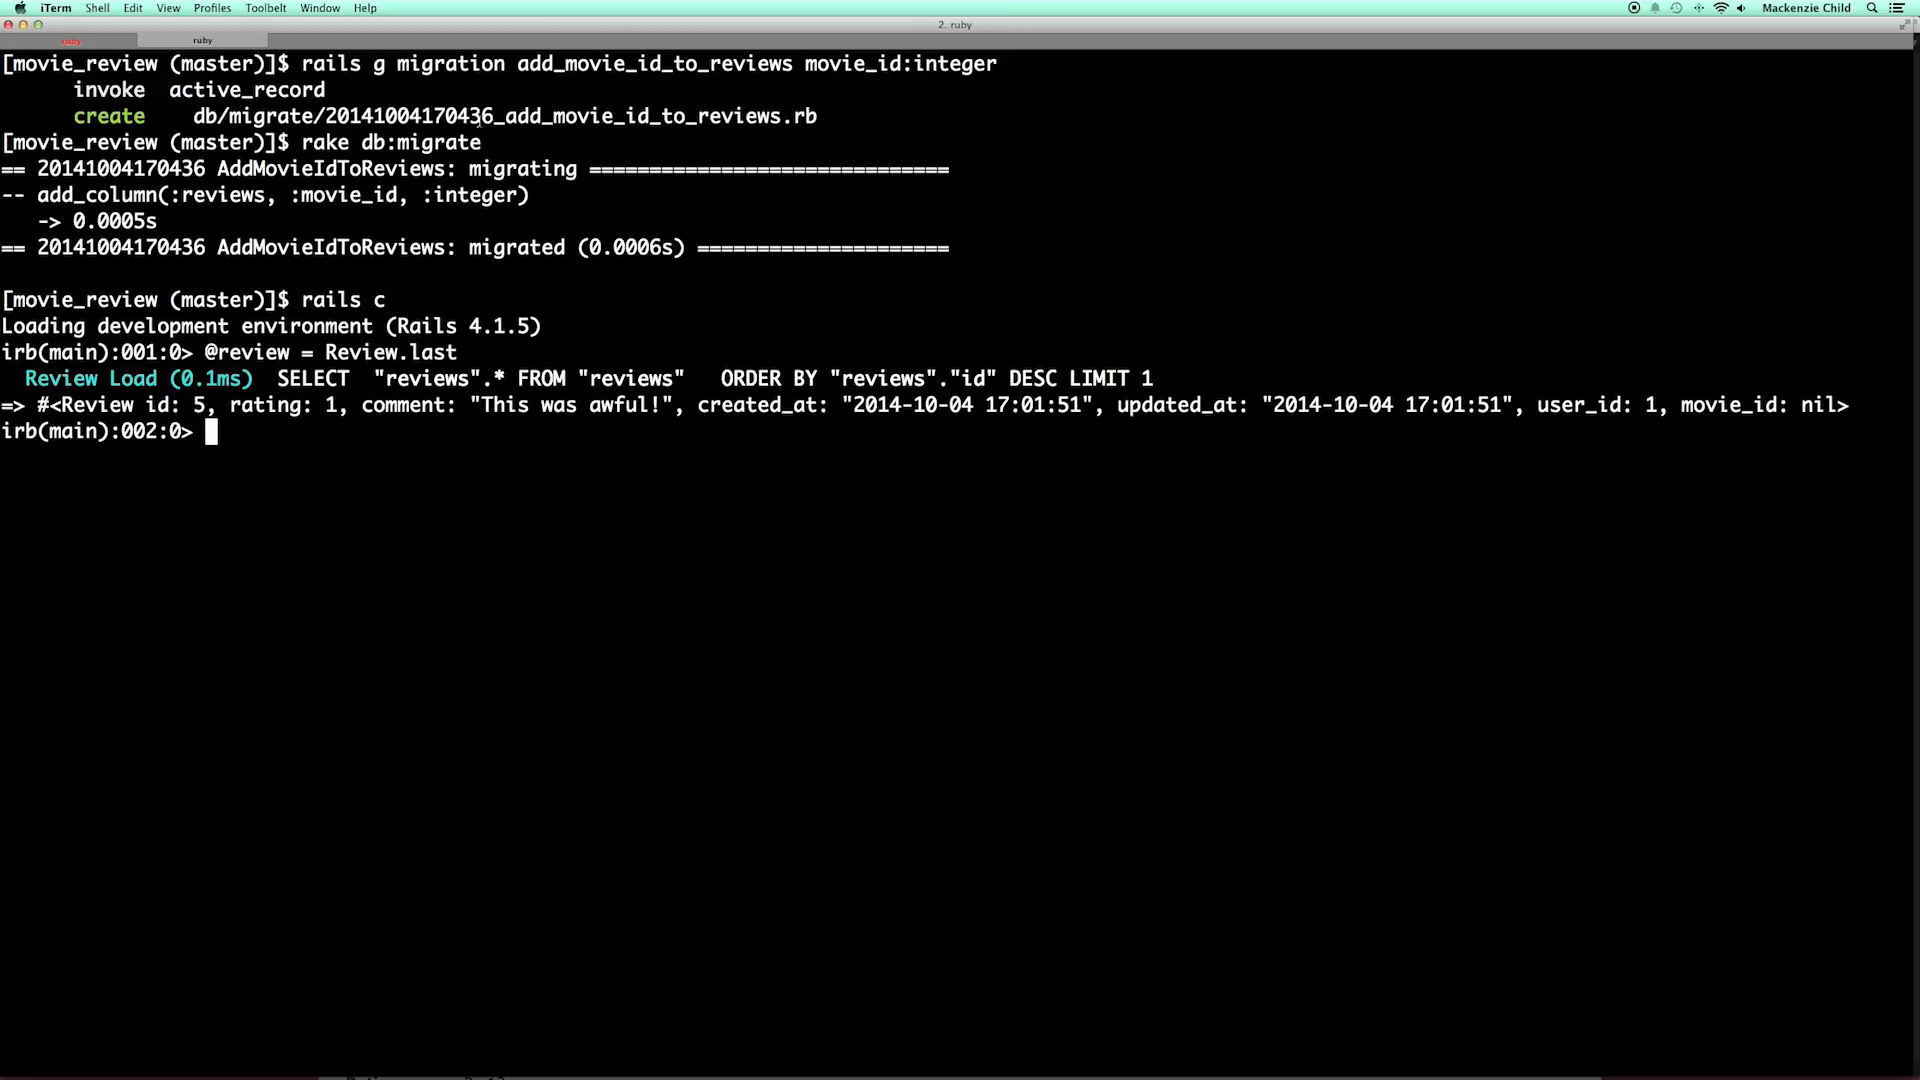 iTerm Shell Edit View Profiles Toolbelt Window Help Mackenzie Child
2. ruby
ruby ruby
[movie_review (master)]$ rails g migration add_movie_id_to_reviews movie_id:integer
invoke active_record
create db/migrate/20141004170436_add_movie_id_to_reviews.rb
[movie_review (master)]$ rake db:migrate
== 20141004170436 AddMovieIdToReviews: migrating ==============================
-- add_column(:reviews, :movie_id, :integer)
-> 0.0005s
== 20141004170436 AddMovieIdToReviews: migrated (0.0006s) =====================
[movie_review (master)]$ rails c
Loading development environment (Rails 4.1.5)
irb(main):001:0> @review = Review.last
Review Load (0.1ms) SELECT "reviews".* FROM "reviews" ORDER BY "reviews"."id" DESC LIMIT 1
=> #<Review id: 5, rating: 1, comment: "This was awful!", created_at: "2014-10-04 17:01:51", updated_at: "2014-10-04 17:01:51", user_id: 1, movie_id: nil>
irb(main):002:0>